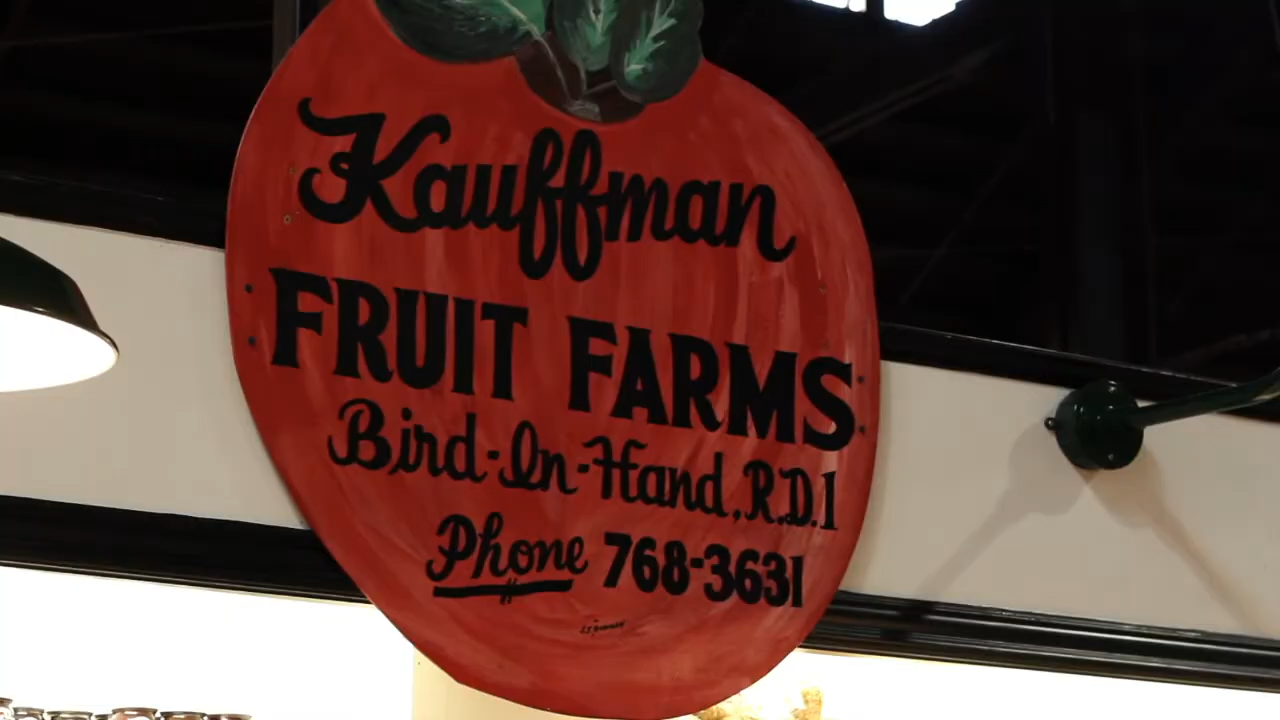 Kauffman
FRUIT FARMS
Bird-In-Hand, R.D.1
Phone 768-3631